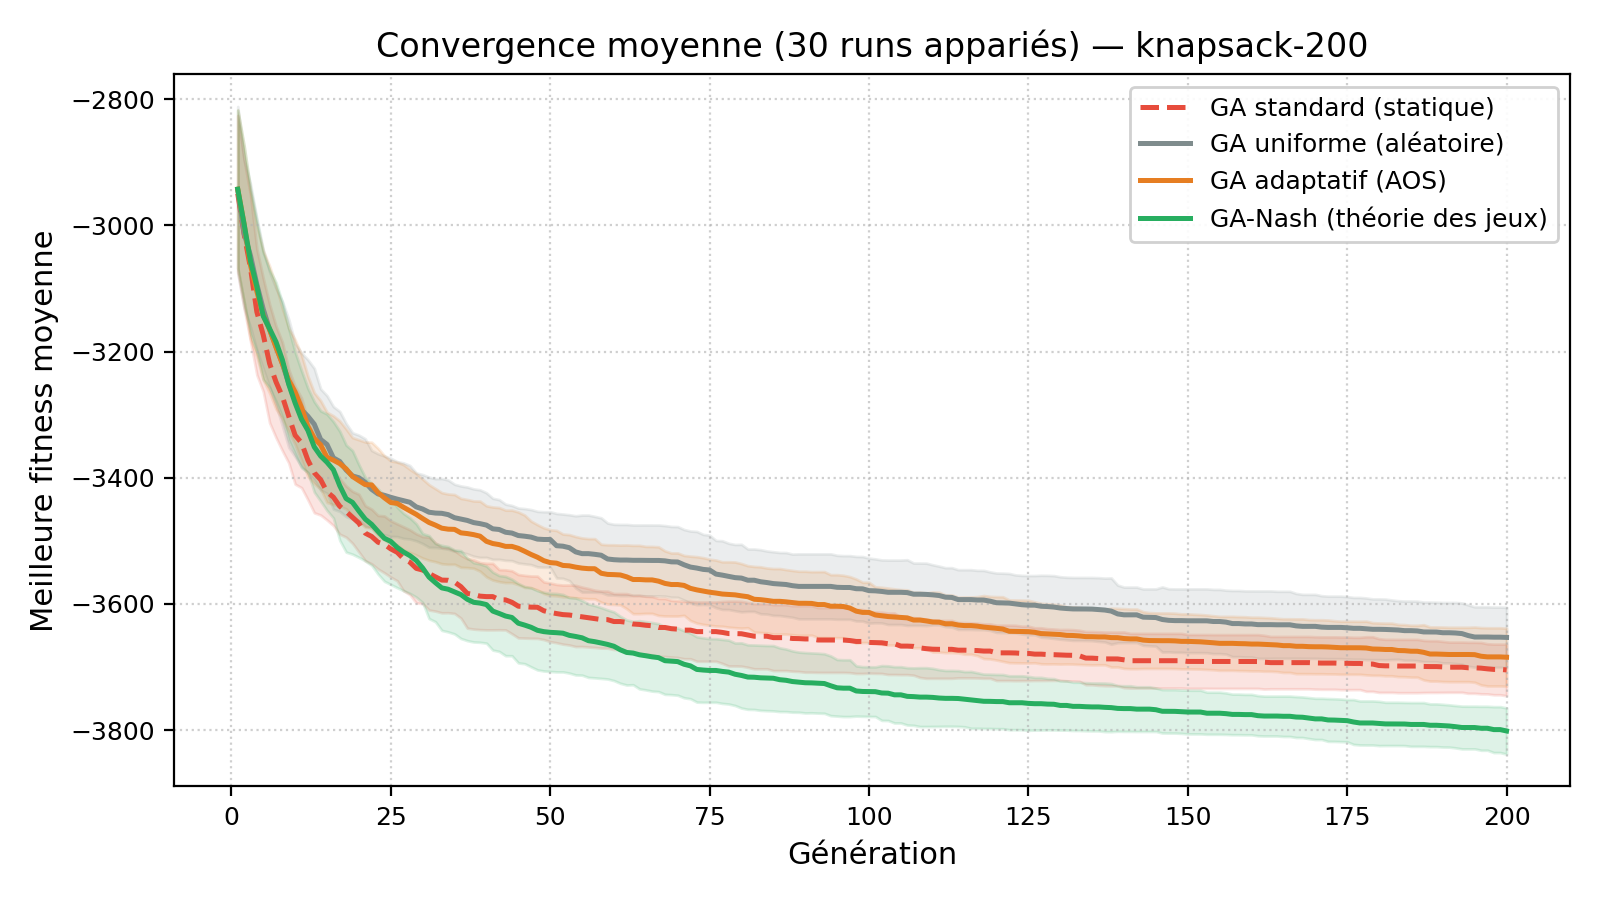 Convergence moyenne (30 runs appariés) — knapsack-200
Meilleure fitness moyenne
−2800
−3000
−3200
−3400
−3600
−3800
GA standard (statique)
GA uniforme (aléatoire)
GA adaptatif (AOS)
GA-Nash (théorie des jeux)
0 25 50 75 100 125 150 175 200
Génération